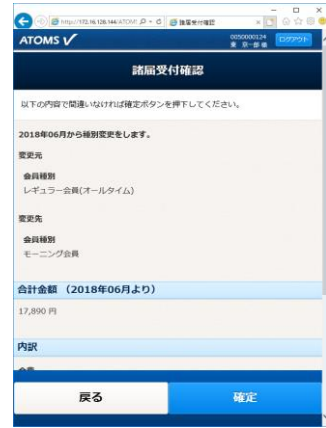 http://172.16.128.144/ATOM!
諸届受付確認
ATOMS V
0050000124
東 京一郎 様
ログアウト
諸届受付確認
以下の内容で間違いなければ確定ボタンを押下してください。
2018年06月から種別変更をします。
変更元
会員種別
レギュラー会員(オールタイム)
変更先
会員種別
モーニング会員
合計金額 （2018年06月より）
17,890 円
内訳
戻る
確定